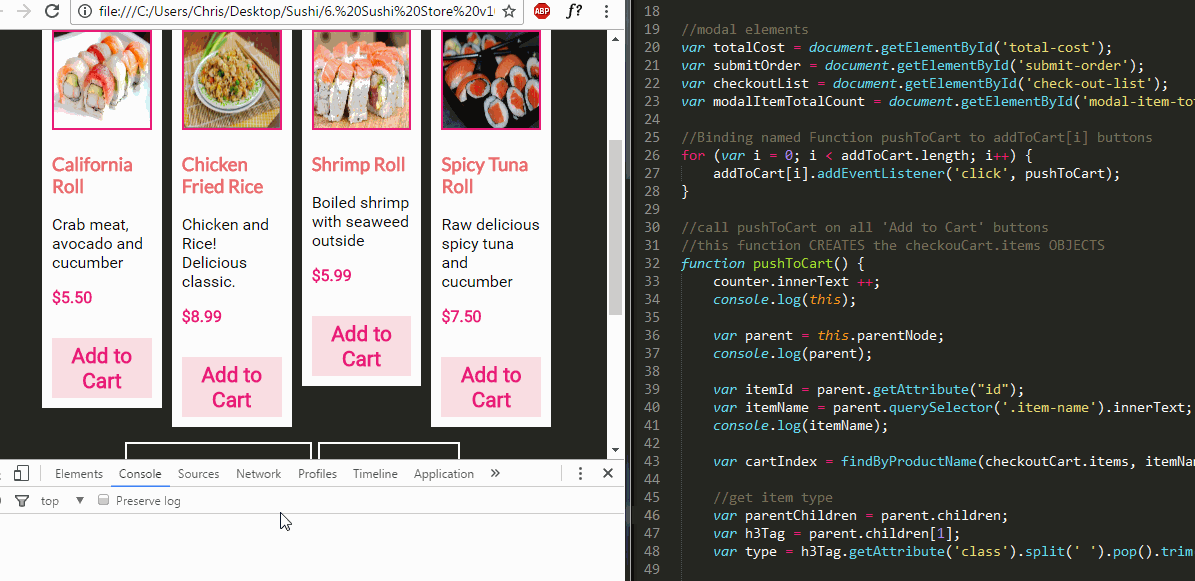 file:///C:/Users/Chris/Desktop/Sushi/6.%20Sushi%20Store%20v1
ABP
f?
California
Roll
Crab meat,
avocado and
cucumber
$5.50
Add to
Cart
Chicken
Fried Rice
Chicken and
Rice!
Delicious
classic.
$8.99
Add to
Cart
Shrimp Roll
Boiled shrimp
with seaweed
outside
$5.99
Add to
Cart
Spicy Tuna
Roll
Raw delicious
spicy tuna
and
cucumber
$7.50
Add to
Cart
Elements Console Sources Network Profiles Timeline Application »
top ▼ Preserve log
18
19 //modal elements
20 var totalCost = document.getElementById('total-cost');
21 var submitOrder = document.getElementById('submit-order');
22 var checkoutList = document.getElementById('check-out-list');
23 var modalItemTotalCount = document.getElementById('modal-item-to
24
25 //Binding named Function pushToCart to addToCart[i] buttons
26 for (var i = 0; i < addToCart.length; i++) {
27 addToCart[i].addEventListener('click', pushToCart);
28 }
29
30 //call pushToCart on all 'Add to Cart' buttons
31 //this function CREATES the checkouCart.items OBJECTS
32 function pushToCart() {
33 counter.innerText ++;
34 console.log(this);
35
36 var parent = this.parentNode;
37 console.log(parent);
38
39 var itemId = parent.getAttribute("id");
40 var itemName = parent.querySelector('.item-name').innerText;
41 console.log(itemName);
42
43 var cartIndex = findByProductName(checkoutCart.items, itemNa
44
45 //get item type
46 var parentChildren = parent.children;
47 var h3Tag = parent.children[1];
48 var type = h3Tag.getAttribute('class').split(' ').pop().trim
49